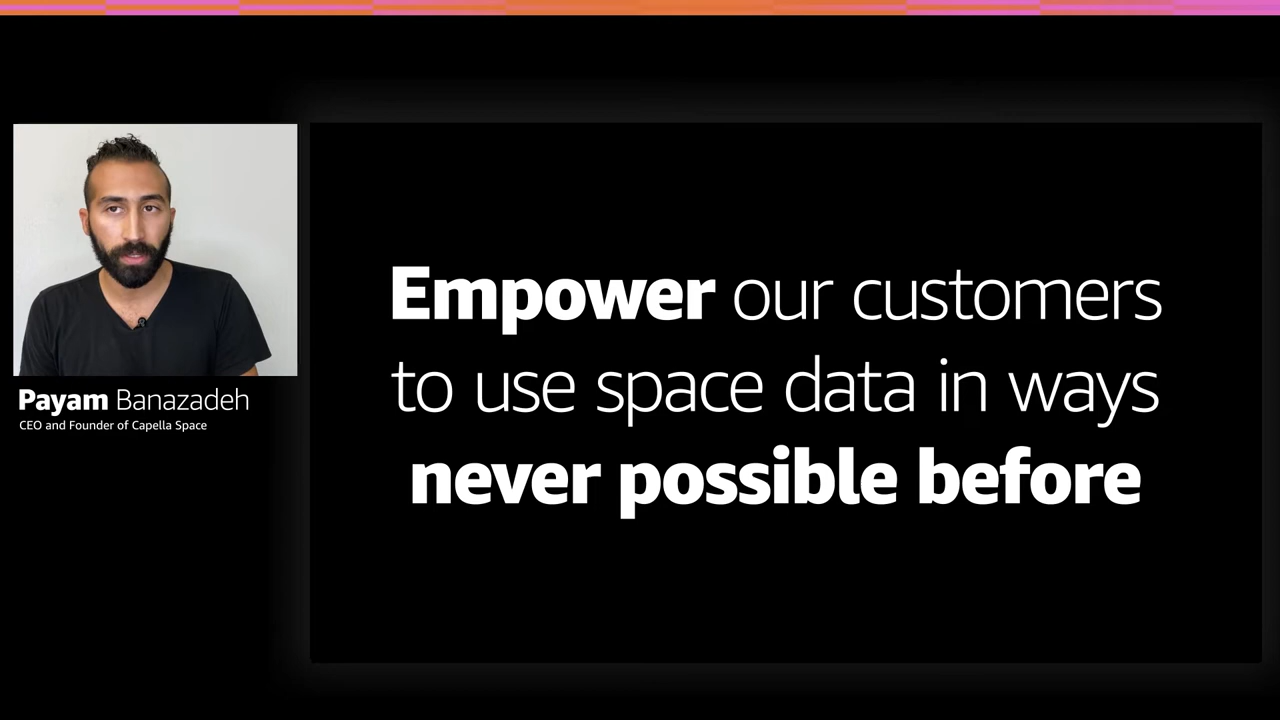 Payam Banazadeh
CEO and Founder of Capella Space
Empower our customers
to use space data in ways
never possible before